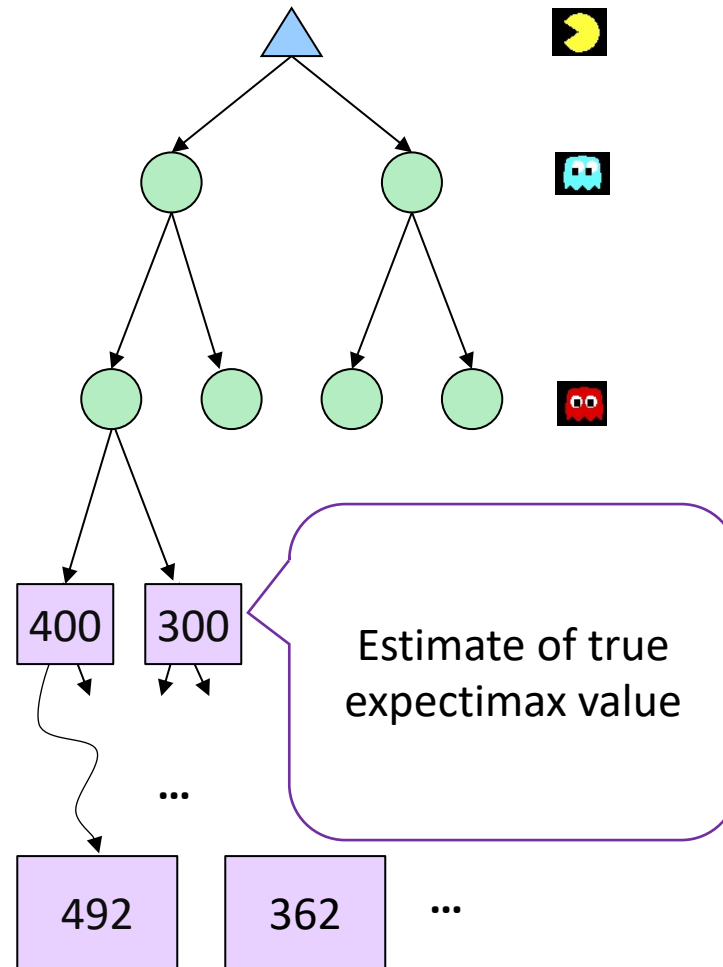 400 300
Estimate of true
expectimax value
...
492 362 ...